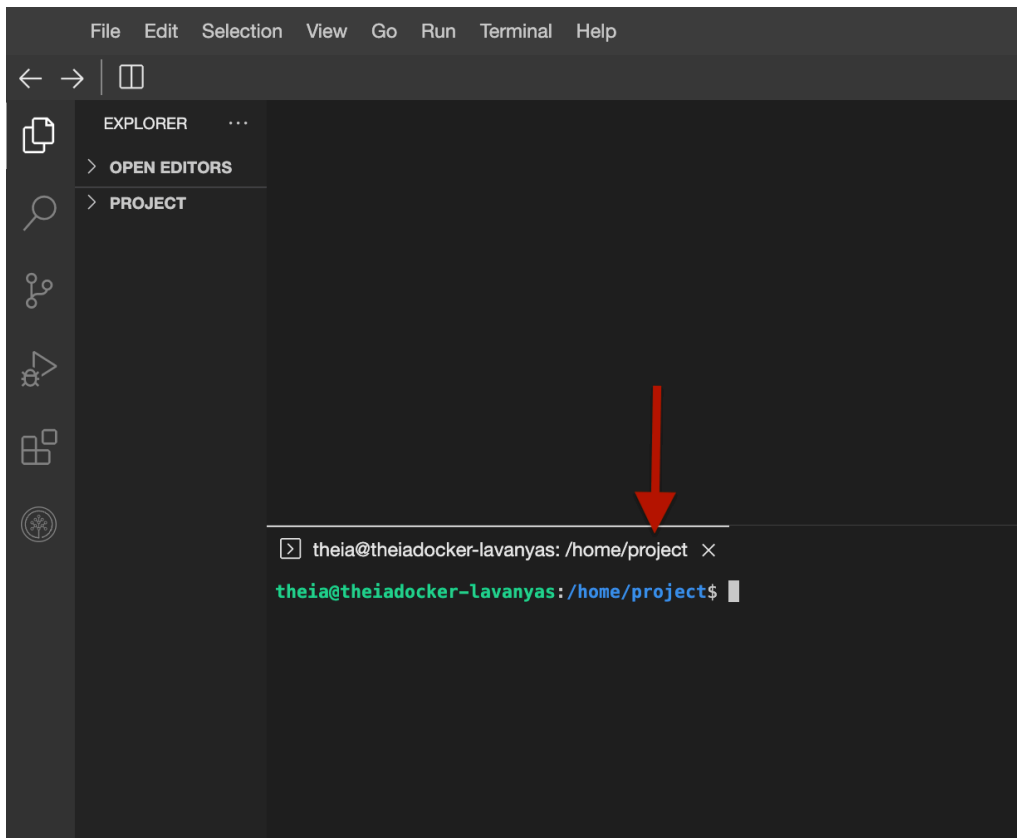 File Edit Selection View Go Run Terminal Help
EXPLORER ...
OPEN EDITORS
PROJECT
theia@theiadocker-lavanyas: /home/project
theia@theiadocker-lavanyas:/home/project$